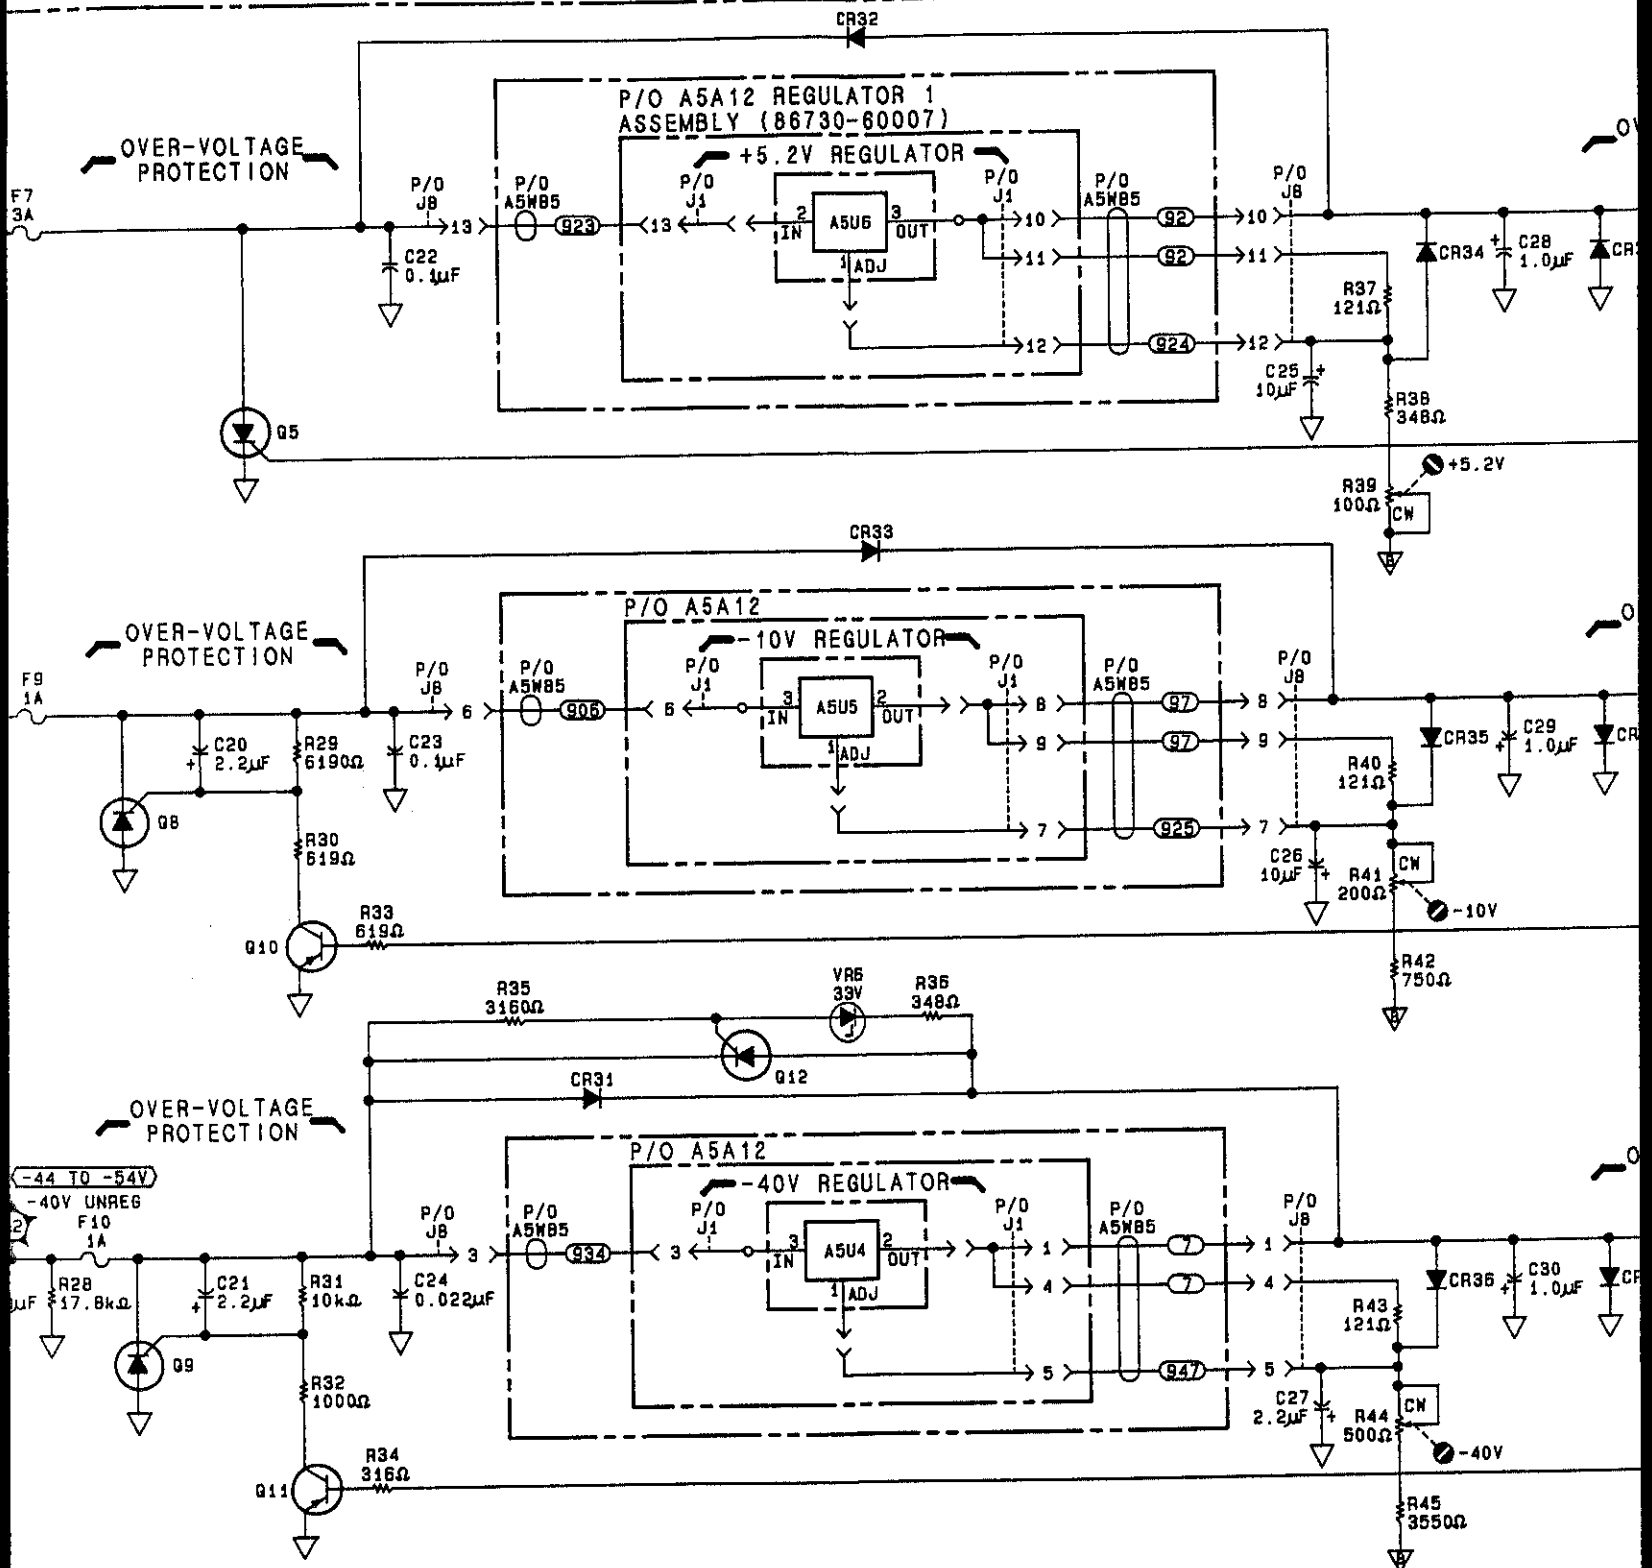 CR32
P/O A5A12 REGULATOR 1
ASSEMBLY (86730-60007)
OVER-VOLTAGE
PROTECTION
+5.2V REGULATOR
F7
3A
P/O
J8
13
P/O
A5W85
923
13
P/O
J1
2
IN
A5U6
3
OUT
1
ADJ
P/O
J1
10
11
12
P/O
A5W85
92
92
924
P/O
J8
10
11
12
C22
0.1µF
CR34
C28
1.0µF
+
R37
121Ω
C25
10µF
+
R38
348Ω
Q5
+5.2V
R39
100Ω
CW
CR33
P/O A5A12
OVER-VOLTAGE
PROTECTION
-10V REGULATOR
F9
1A
P/O
J8
6
P/O
A5W85
906
6
P/O
J1
3
IN
A5U5
2
OUT
1
ADJ
P/O
J1
8
9
7
P/O
A5W85
97
97
925
P/O
J8
8
9
7
C20
2.2µF
+
R29
6190Ω
C23
0.1µF
CR35
C29
1.0µF
+
R40
121Ω
Q8
R30
619Ω
C26
10µF
+
R41
200Ω
CW
-10V
Q10
R33
619Ω
R42
750Ω
R35
3160Ω
VR6
33V
R36
348Ω
Q12
CR31
OVER-VOLTAGE
PROTECTION
P/O A5A12
-40V REGULATOR
-44 TO -54V
-40V UNREG
F10
1A
P/O
J8
3
P/O
A5W85
934
3
P/O
J1
3
IN
A5U4
2
OUT
1
ADJ
P/O
J1
1
4
5
P/O
A5W85
7
7
947
P/O
J8
1
4
5
R28
17.8kΩ
C21
2.2µF
+
R31
10kΩ
C24
0.022µF
CR36
C30
1.0µF
+
R43
121Ω
Q9
R32
1000Ω
C27
2.2µF
+
R44
500Ω
CW
-40V
Q11
R34
316Ω
R45
3550Ω